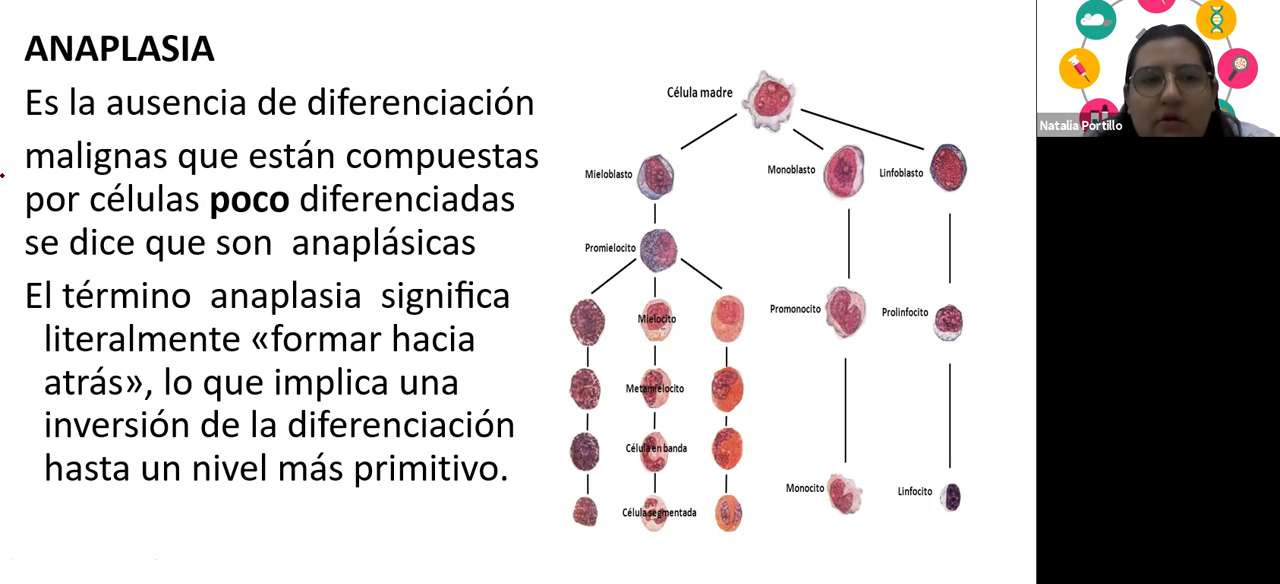 ANAPLASIA
Es la ausencia de diferenciación
malignas que están compuestas
por células poco diferenciadas
se dice que son anaplásicas
El término anaplasia significa
literalmente «formar hacia
atrás», lo que implica una
inversión de la diferenciación
hasta un nivel más primitivo.
Célula madre
Mieloblasto
Monoblasto
Linfoblasto
Promielocito
Mielocito
Promonocito
Prolinfocito
Metamielocito
Célula en banda
Célula segmentada
Monocito
Linfocito
Natalia Portillo